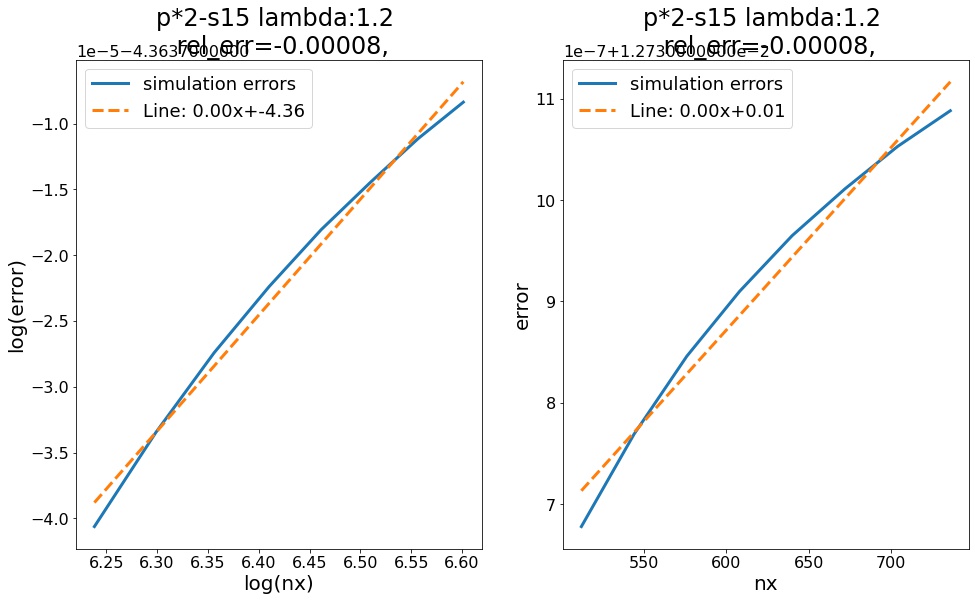 p*2-s15 lambda:1.2
rel_err=-0.00008,
1e−5−4.3637000000
simulation errors
Line: 0.00x+-4.36
−1.0
−1.5
−2.0
−2.5
−3.0
−3.5
−4.0
log(error)
6.25 6.30 6.35 6.40 6.45 6.50 6.55 6.60
log(nx)
p*2-s15 lambda:1.2
rel_err=-0.00008,
1e−7+1.2730000000e−2
simulation errors
Line: 0.00x+0.01
11
10
9
8
7
error
550 600 650 700
nx